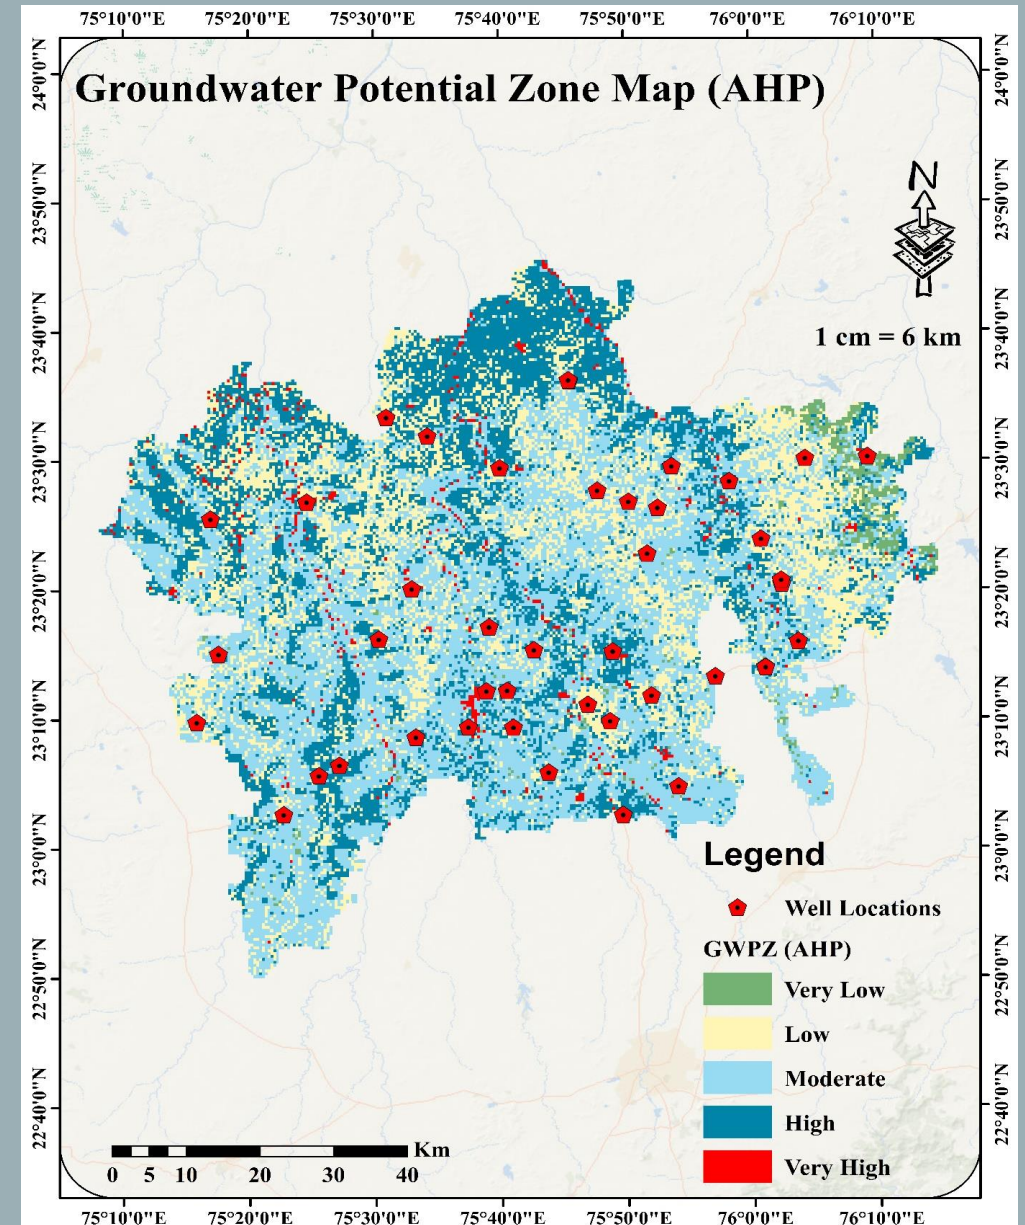 75°10'0"E 75°20'0"E 75°30'0"E 75°40'0"E 75°50'0"E 76°0'0"E 76°10'0"E
Groundwater Potential Zone Map (AHP)
N
1 cm = 6 km
24°0'0"N
23°50'0"N
23°40'0"N
23°30'0"N
23°20'0"N
23°10'0"N
23°0'0"N
22°50'0"N
22°40'0"N
24°0'0"N
23°50'0"N
23°40'0"N
23°30'0"N
23°20'0"N
23°10'0"N
23°0'0"N
22°50'0"N
22°40'0"N
Legend
Well Locations
GWPZ (AHP)
Very Low
Low
Moderate
High
Very High
Km
0 5 10 20 30 40
75°10'0"E 75°20'0"E 75°30'0"E 75°40'0"E 75°50'0"E 76°0'0"E 76°10'0"E